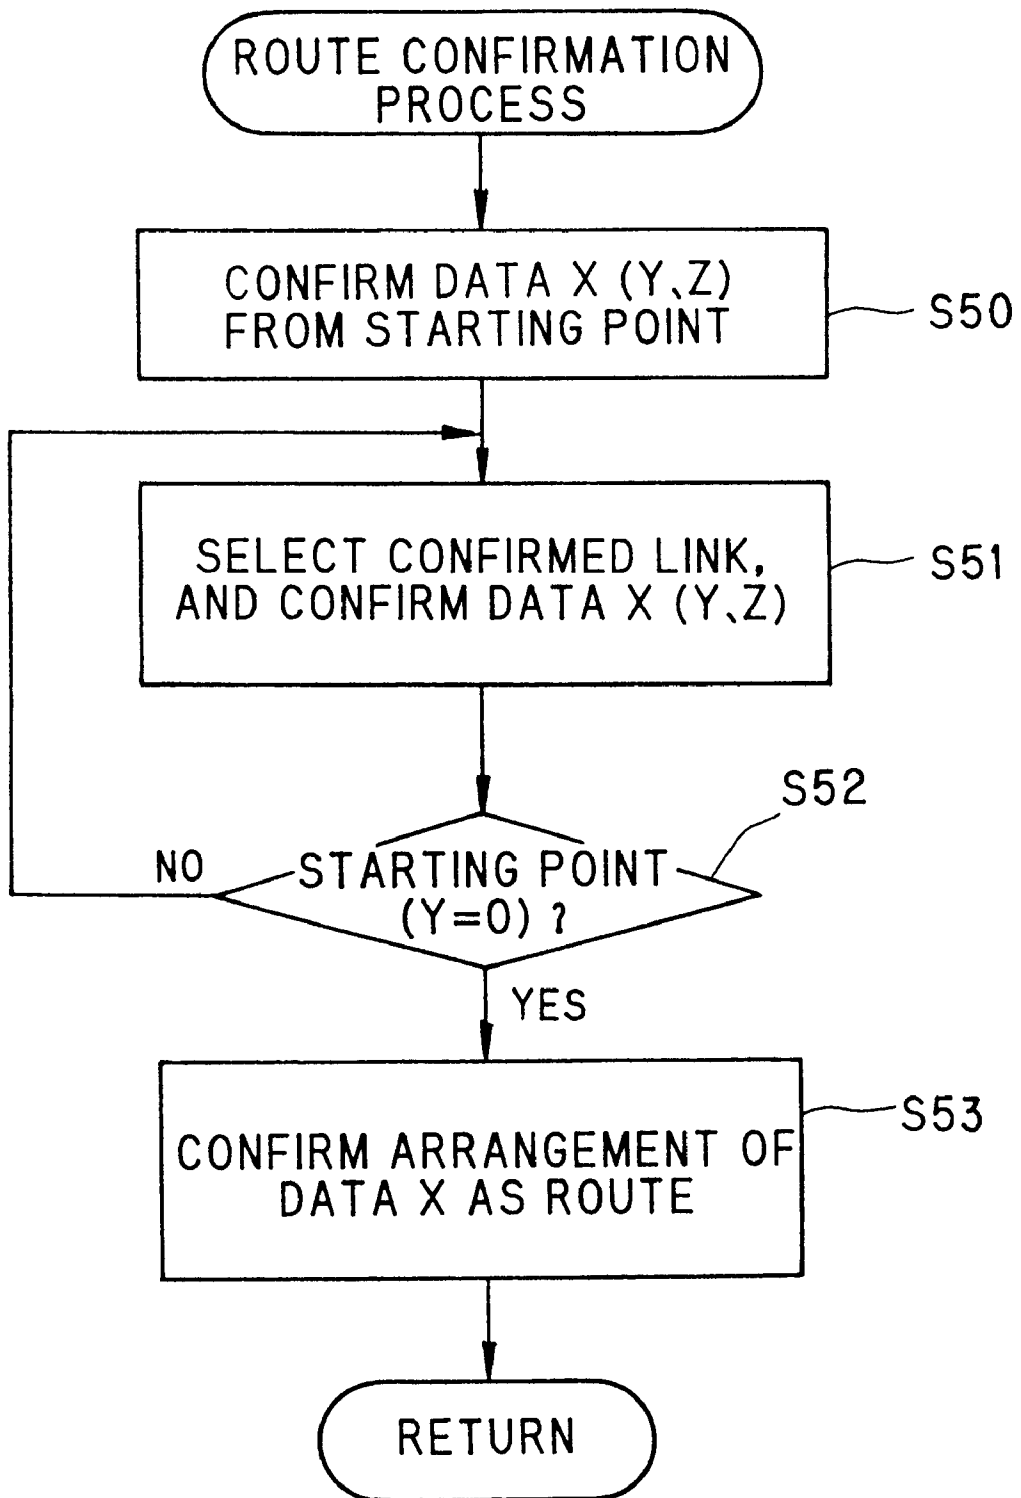 ROUTE CONFIRMATION
PROCESS
CONFIRM DATA X (Y、Z)
FROM STARTING POINT
S50
SELECT CONFIRMED LINK,
AND CONFIRM DATA X (Y、Z)
S51
S52
NO
STARTING POINT
(Y=0) ?
YES
S53
CONFIRM ARRANGEMENT OF
DATA X AS ROUTE
RETURN